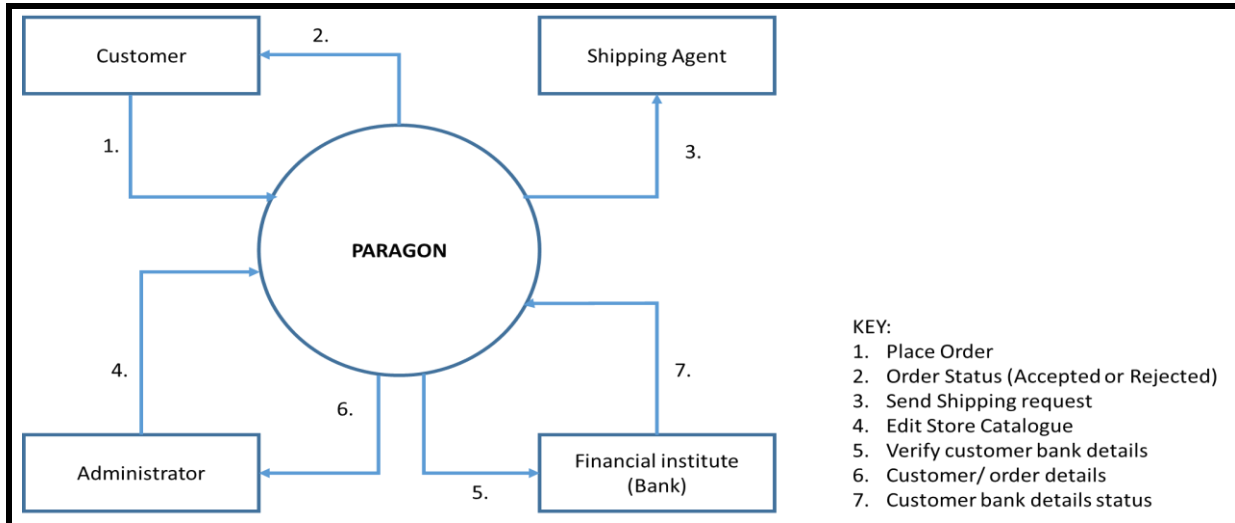 Customer
2.
Shipping Agent
1.
3.
PARAGON
4.
6.
7.
5.
Administrator
Financial institute
(Bank)
KEY:
1. Place Order
2. Order Status (Accepted or Rejected)
3. Send Shipping request
4. Edit Store Catalogue
5. Verify customer bank details
6. Customer/ order details
7. Customer bank details status